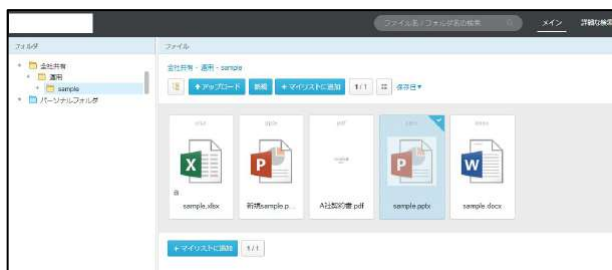 ファイル名 / フォルダ名の検索
メイン
詳細な検索
フォルダ
ファイル
全社共有
運用
sample
パーソナルフォルダ
全社共有 › 運用 › sample
アップロード
新規
+ マイリストに追加
1 / 1
保存日▼
xlsx
pptx
pdf
pptx
docx
sample.xlsx
新規sample.p...
A社契約書.pdf
sample.pptx
sample.docx
+ マイリストに追加
1 / 1